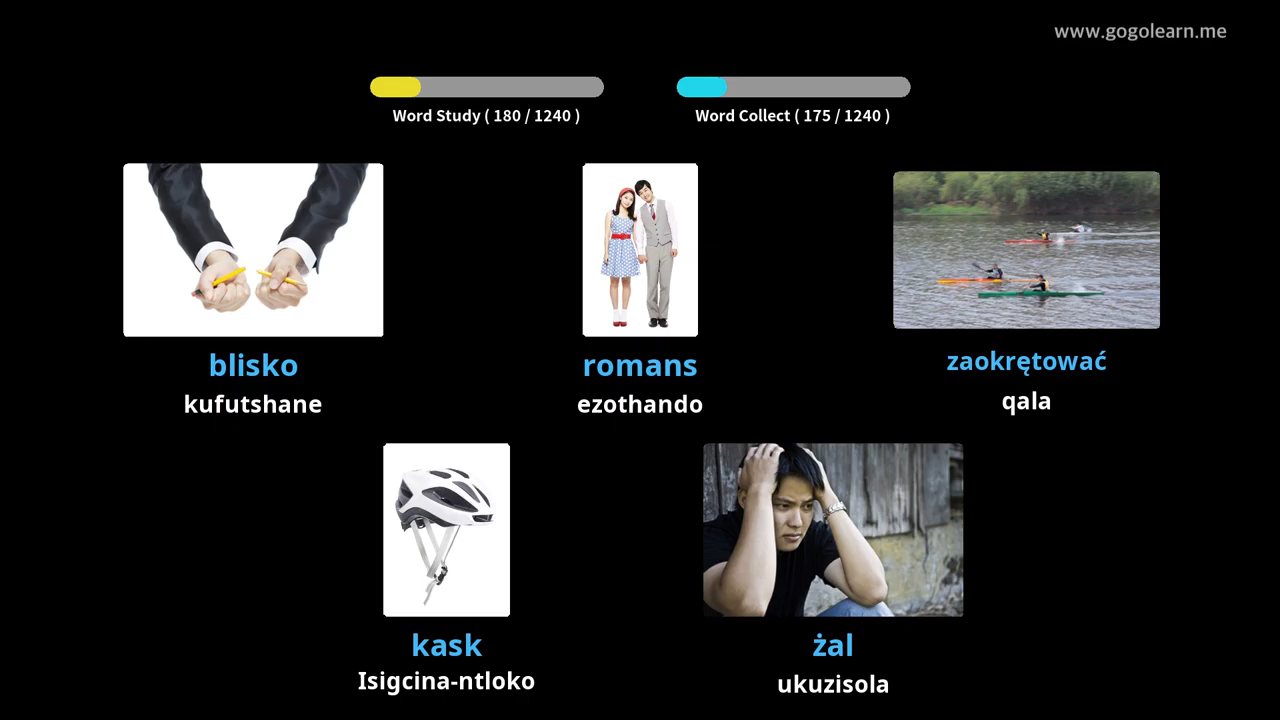 www.gogolearn.me
Word Study ( 180 / 1240 )
Word Collect ( 175 / 1240 )
blisko
kufutshane
romans
ezothando
zaokrętować
qala
kask
Isigcina-ntloko
żal
ukuzisola